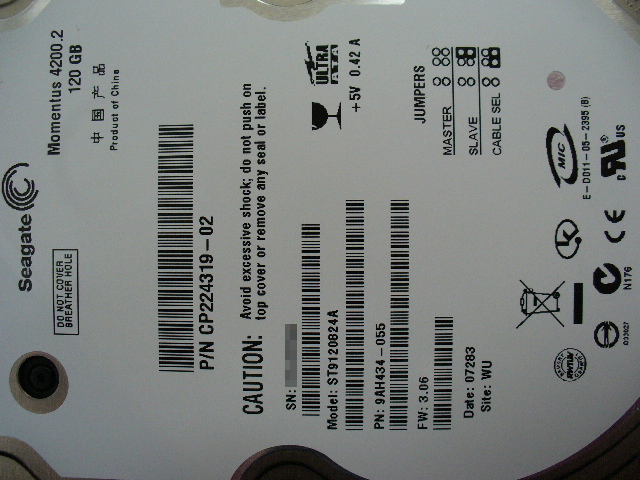 Seagate
Momentus 4200.2
120 GB
中国产品
Product of China
DO NOT COVER
BREATHER HOLE
P/N CP224319-02
CAUTION: Avoid excessive shock; do not push on
top cover or remove any seal or label.
SN:
Model: ST9120824A
PN: 9AH434-055
FW: 3.06
Date: 07283
Site: WU
ULTRA
ATA
+5V 0.42 A
JUMPERS
MASTER
SLAVE
CABLE SEL
MIC
E-D011-05-2395 (B)
c UL ® US
CE
N176